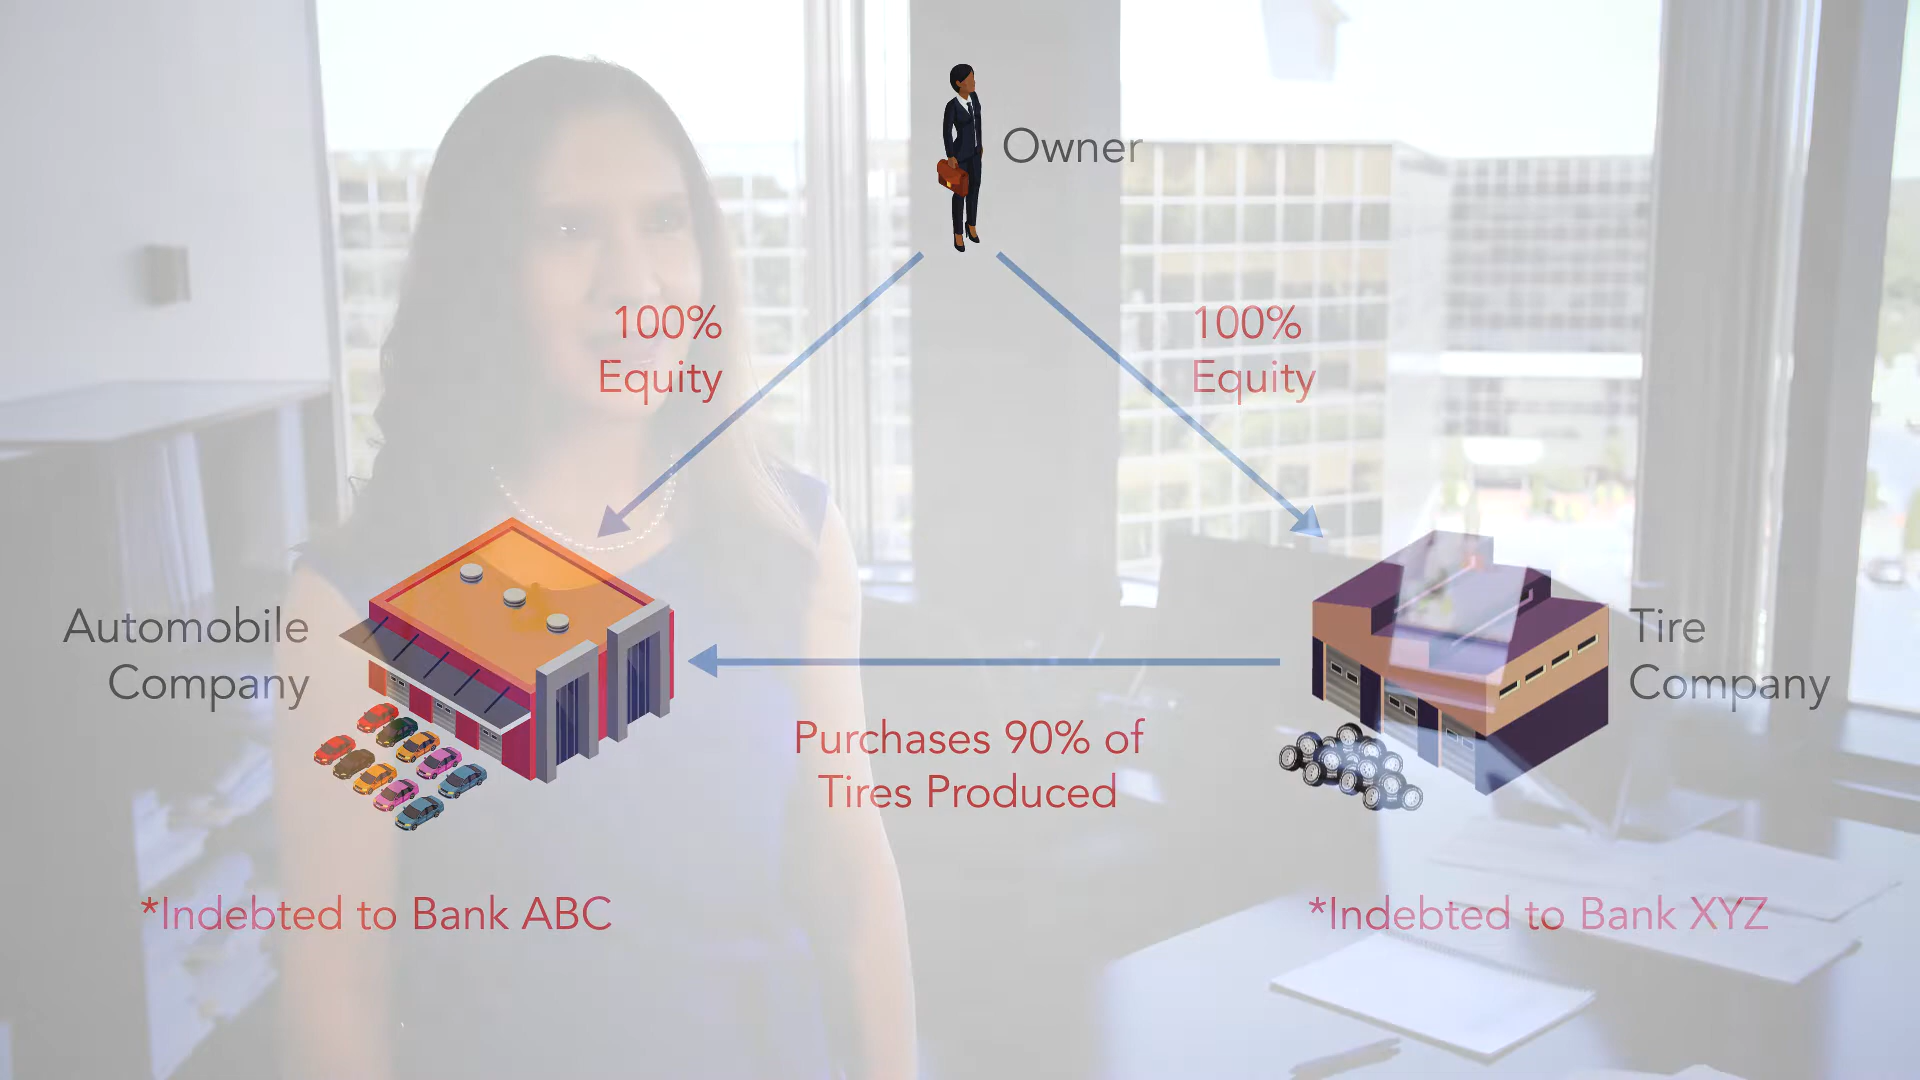 Owner
100%
Equity
100%
Equity
Automobile
Company
Tire
Company
Purchases 90% of
Tires Produced
*Indebted to Bank ABC
*Indebted to Bank XYZ